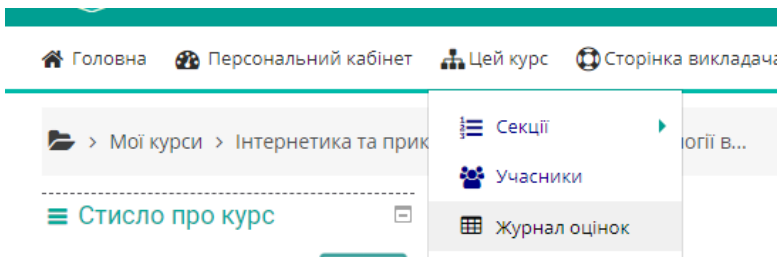 Головна Персональний кабінет Цей курс Сторінка викладача
> Мої курси > Інтернетика та прик
огії в...
Секції
Учасники
Журнал оцінок
Стисло про курс